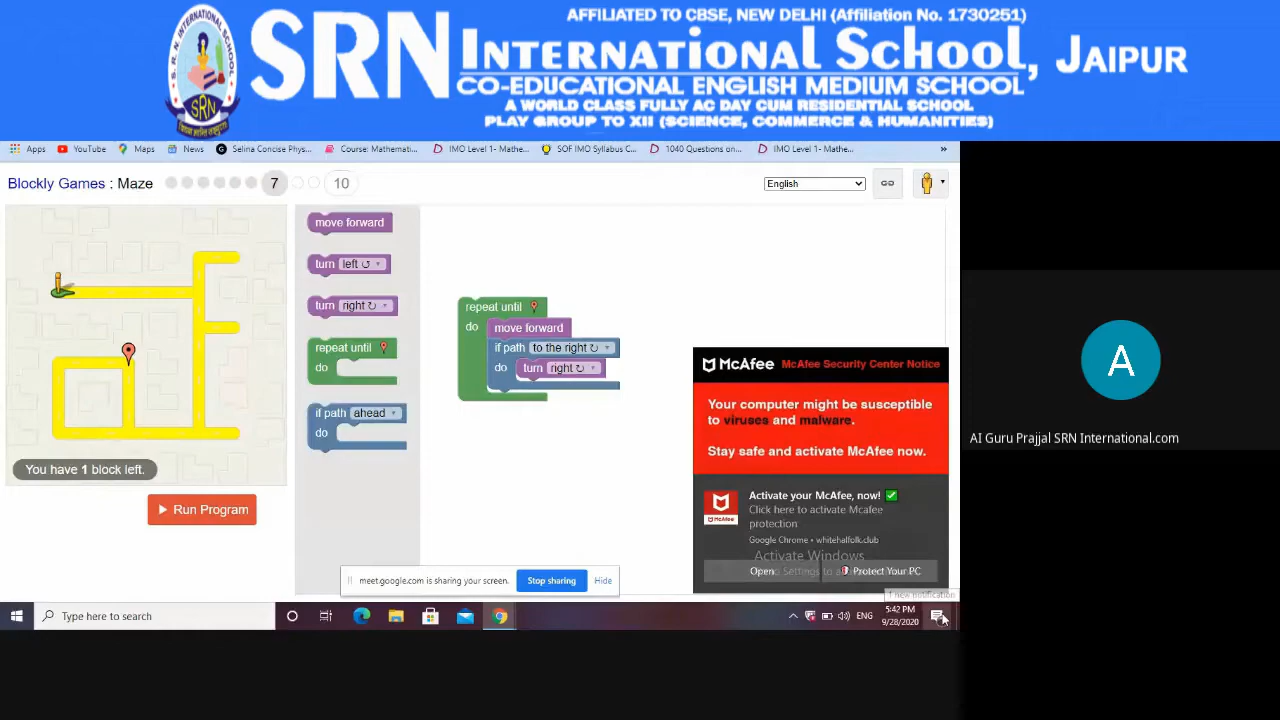 AFFILIATED TO CBSE, NEW DELHI (Affiliation No. 1730251)
SRN INTERNATIONAL SCHOOL, JAIPUR
CO-EDUCATIONAL ENGLISH MEDIUM SCHOOL
A WORLD CLASS FULLY AC DAY CUM RESIDENTIAL SCHOOL
PLAY GROUP TO XII (SCIENCE, COMMERCE & HUMANITIES)
SRN
Apps YouTube Maps News Selina Concise Phys... Course: Mathemati... IMO Level 1- Mathe... SOF IMO Syllabus C... 1040 Questions on... IMO Level 1- Mathe... »
Blockly Games : Maze 7 10 English
move forward
turn left ↺
turn right ↻
repeat until
do
if path ahead
do
repeat until
do move forward
if path to the right ↻
do turn right ↻
You have 1 block left.
Run Program
McAfee McAfee Security Center Notice
Your computer might be susceptible
to viruses and malware.
Stay safe and activate McAfee now.
Activate your McAfee, now!
Click here to activate Mcafee
protection
McAfee
Google Chrome • whitehalfolk.club
Activate Windows
Open Protect Your PC
1 new notification
meet.google.com is sharing your screen. Stop sharing Hide
Type here to search
ENG
5:42 PM
9/28/2020
A
AI Guru Prajjal SRN International.com